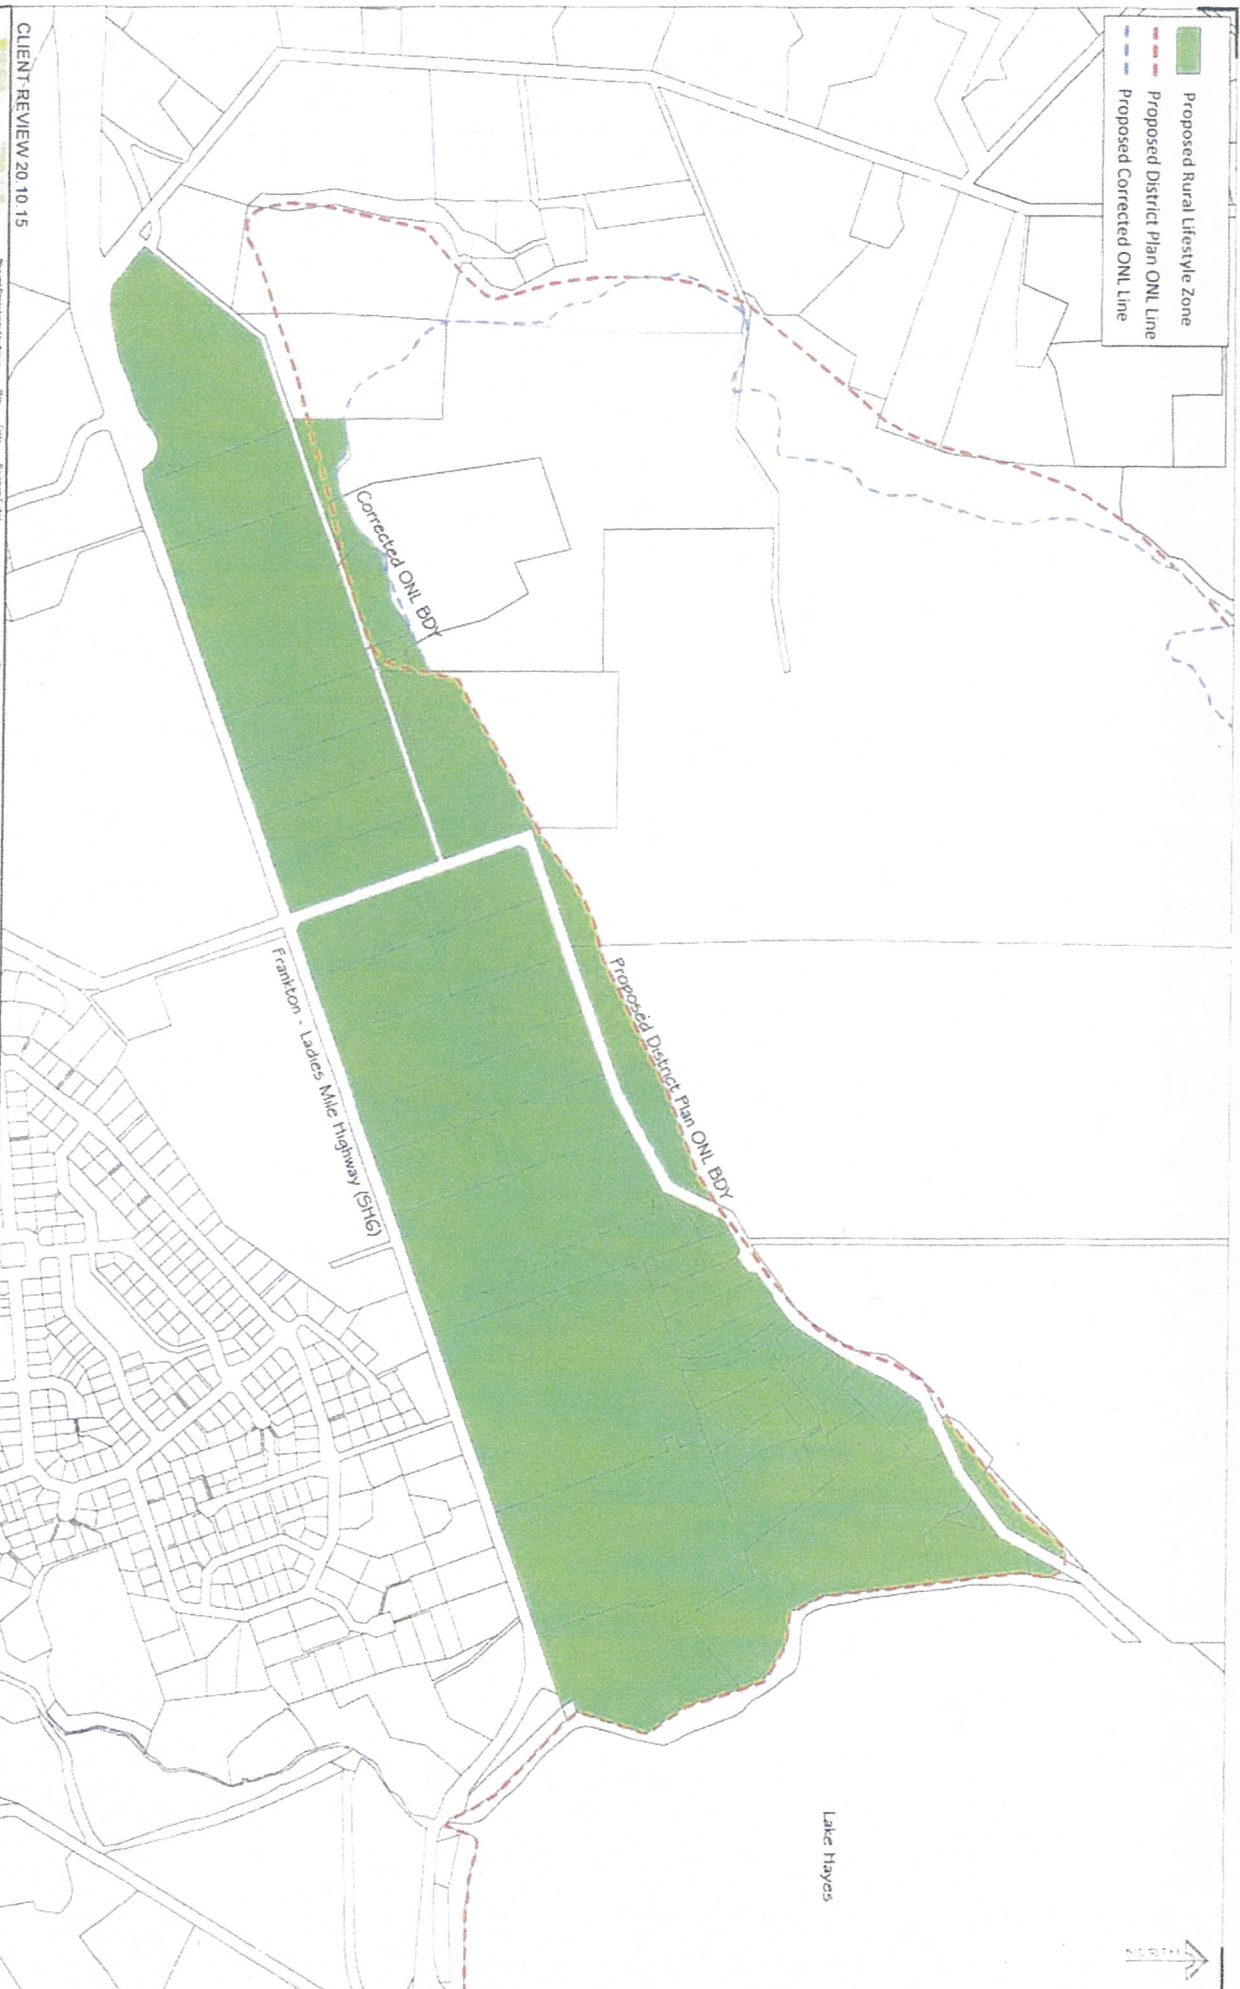 Proposed Rural Lifestyle Zone
Proposed District Plan ONL Line
Proposed Corrected ONL Line
Corrected ONL BDY
Proposed District Plan ONL BDY
Frankton - Ladies Mile Highway (SH6)
Lake Hayes
NORTH
CLIENT REVIEW 20.10.15